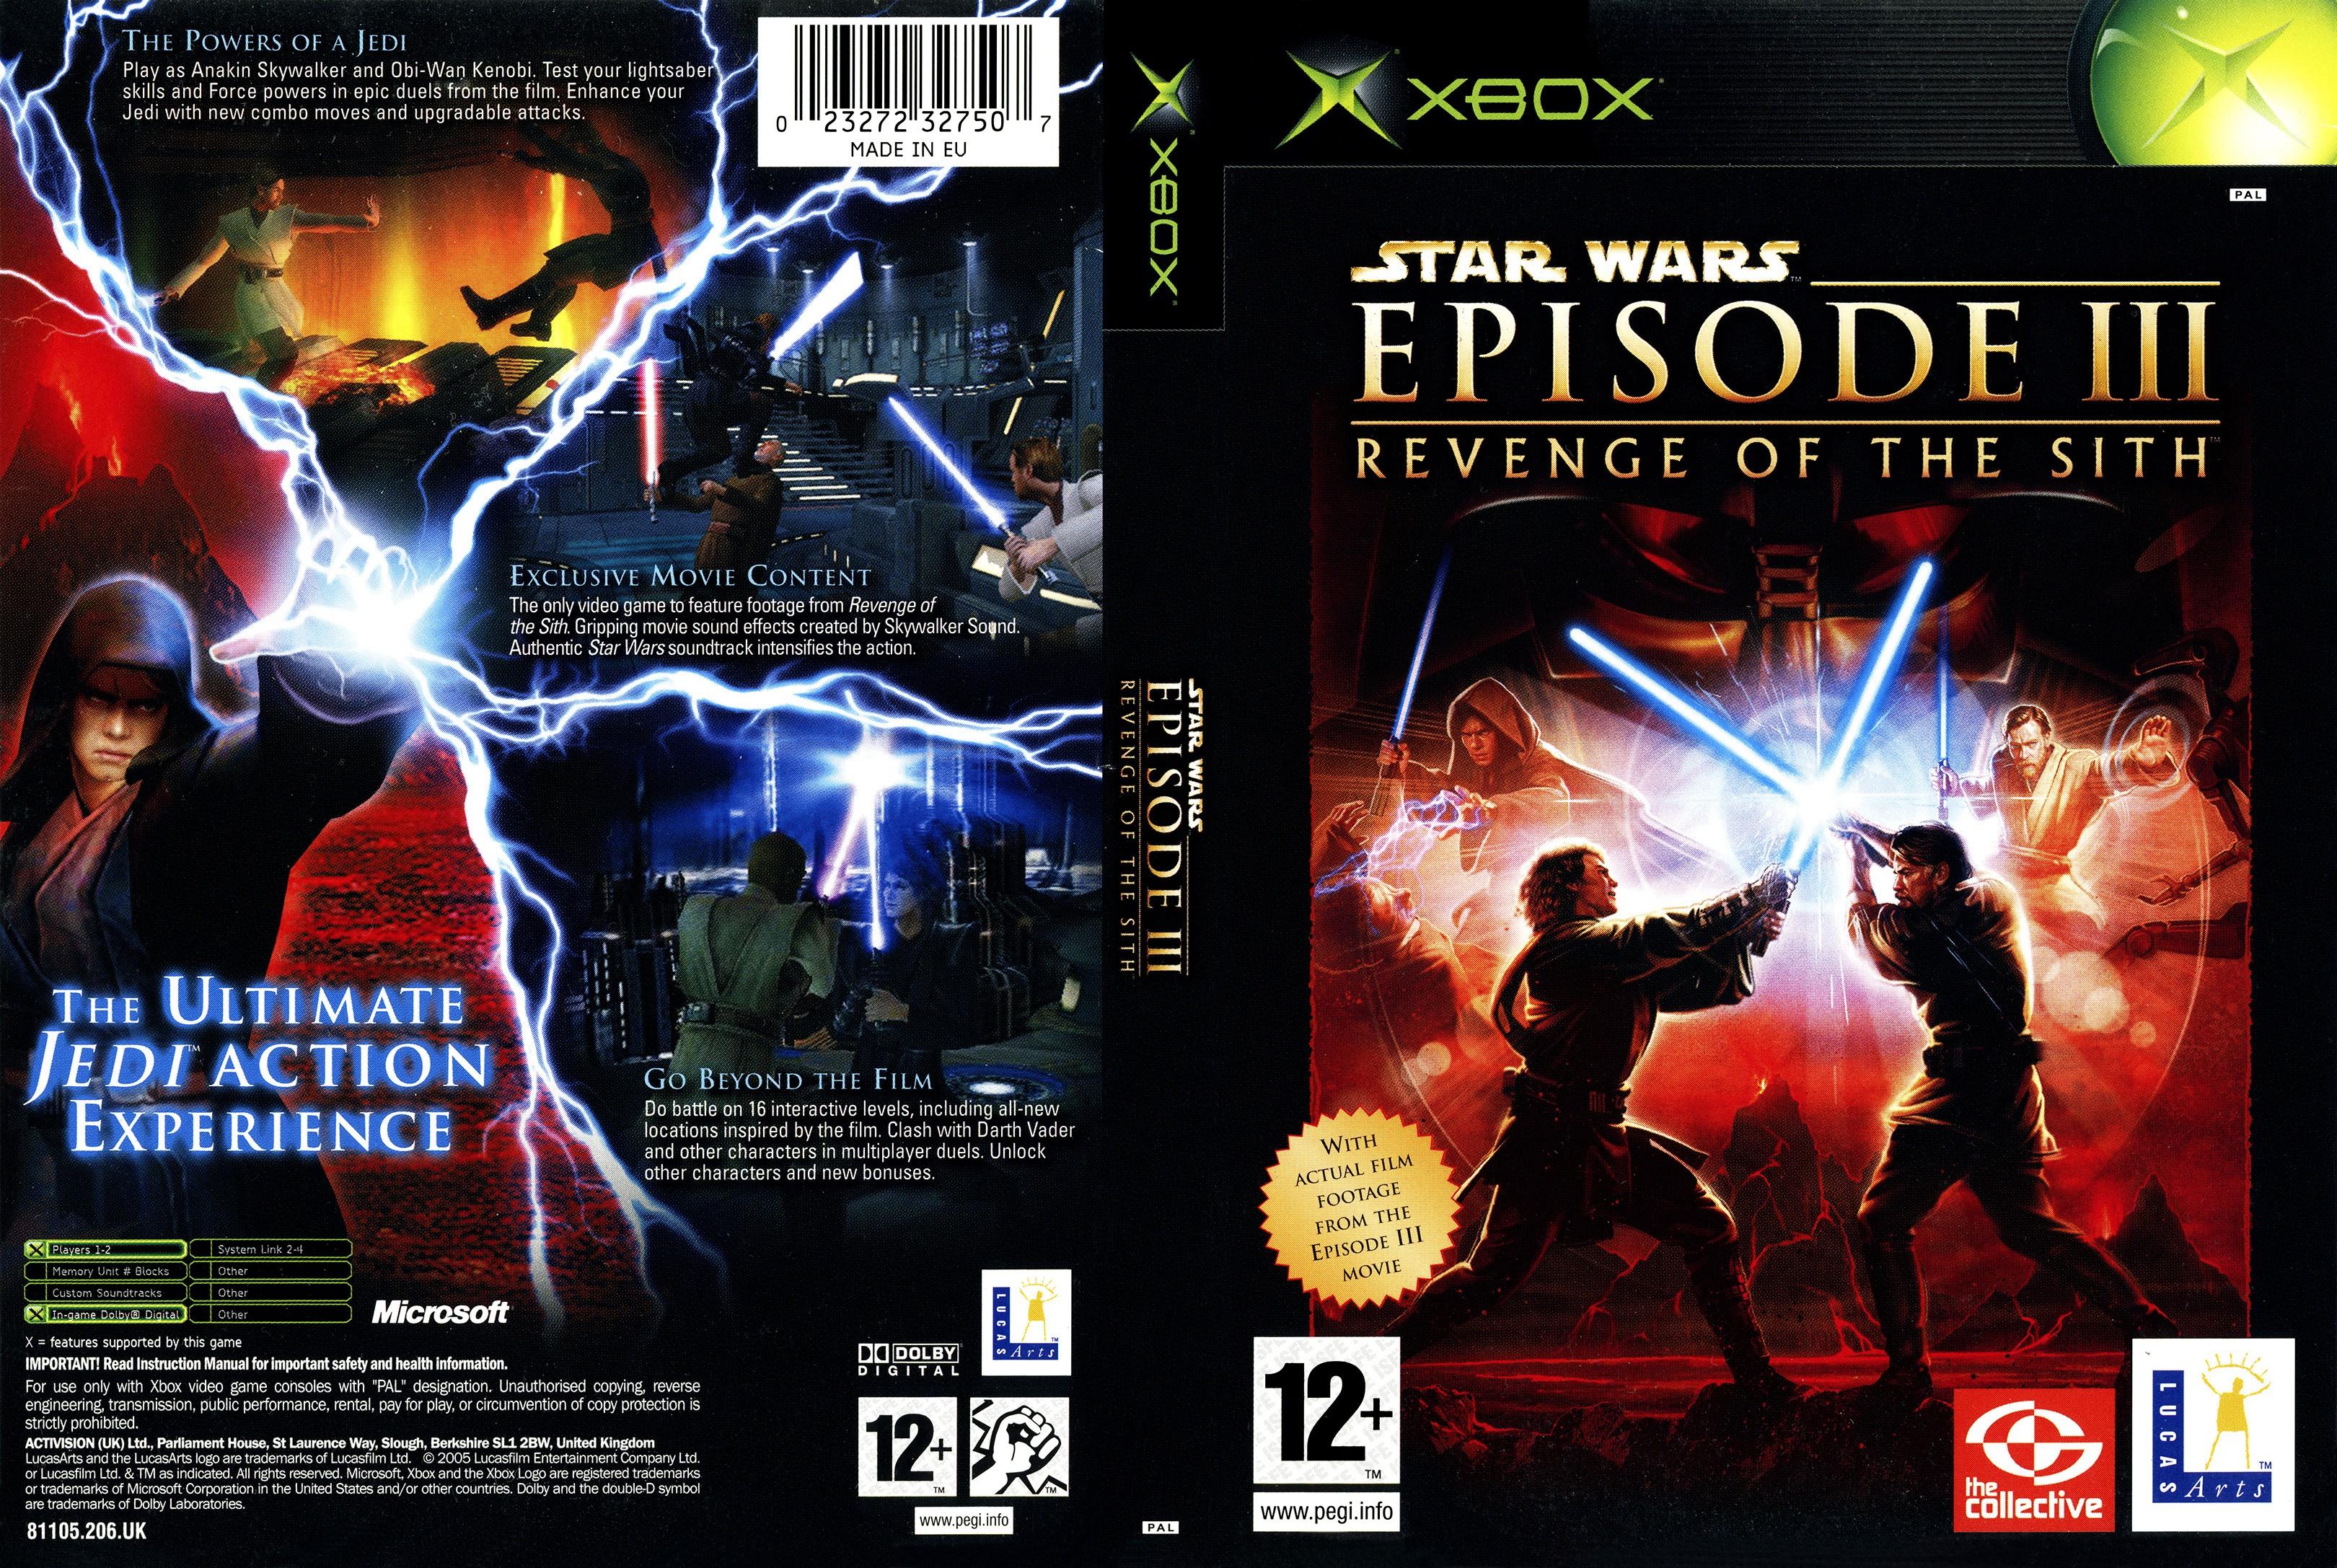 THE POWERS OF A JEDI
Play as Anakin Skywalker and Obi-Wan Kenobi. Test your lightsaber
skills and Force powers in epic duels from the film. Enhance your
Jedi with new combo moves and upgradable attacks.
0 23272 32750 7
MADE IN EU
EXCLUSIVE MOVIE CONTENT
The only video game to feature footage from Revenge of
the Sith. Gripping movie sound effects created by Skywalker Sound.
Authentic Star Wars soundtrack intensifies the action.
THE ULTIMATE
JEDI™ ACTION
EXPERIENCE
GO BEYOND THE FILM
Do battle on 16 interactive levels, including all-new
locations inspired by the film. Clash with Darth Vader
and other characters in multiplayer duels. Unlock
other characters and new bonuses.
X Players 1-2
System Link 2-4
Memory Unit # Blocks
Other
Custom Soundtracks
Other
X In-game Dolby® Digital
Other
Microsoft®
X = features supported by this game
IMPORTANT! Read Instruction Manual for important safety and health information.
For use only with Xbox video game consoles with "PAL" designation. Unauthorised copying, reverse
engineering, transmission, public performance, rental, pay for play, or circumvention of copy protection is
strictly prohibited.
ACTIVISION (UK) Ltd., Parliament House, St Laurence Way, Slough, Berkshire SL1 2BW, United Kingdom
LucasArts and the LucasArts logo are trademarks of Lucasfilm Ltd. © 2005 Lucasfilm Entertainment Company Ltd.
or Lucasfilm Ltd. & TM as indicated. All rights reserved. Microsoft, Xbox and the Xbox Logo are registered trademarks
or trademarks of Microsoft Corporation in the United States and/or other countries. Dolby and the double-D symbol
are trademarks of Dolby Laboratories.
81105.206.UK
DOLBY
DIGITAL
LUCAS
Arts™
12+™
™
www.pegi.info
XBOX®
STAR WARS
EPISODE III
REVENGE OF THE SITH
PAL
XBOX®
PAL
STAR WARS™
EPISODE III
REVENGE OF THE SITH™
WITH
ACTUAL FILM
FOOTAGE
FROM THE
EPISODE III
MOVIE
12+
™
www.pegi.info
the
collective
LUCAS
Arts™